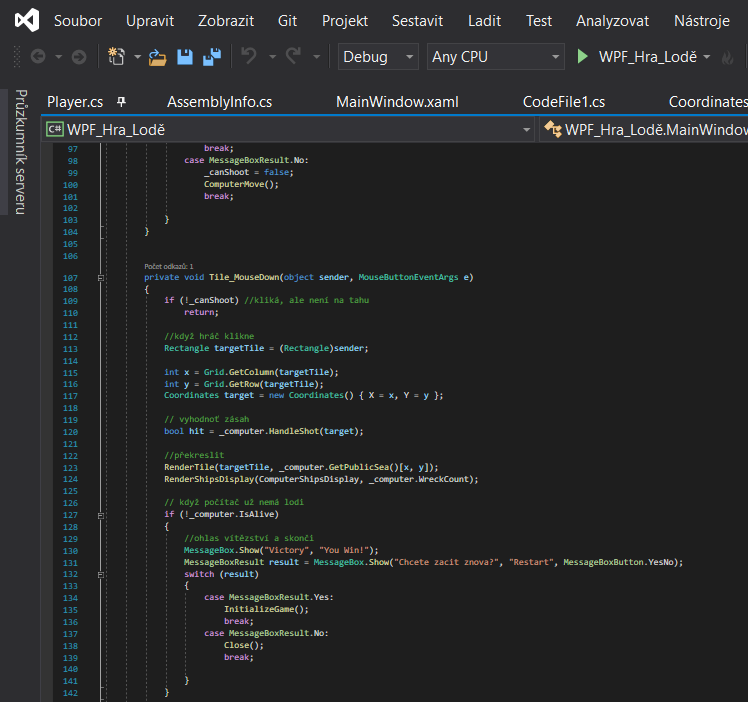 Soubor Upravit Zobrazit Git Projekt Sestavit Ladit Test Analyzovat Nástroje
Debug Any CPU WPF_Hra_Lodě
Player.cs AssemblyInfo.cs MainWindow.xaml CodeFile1.cs Coordinates
C# WPF_Hra_Lodě WPF_Hra_Lodě.MainWindow
Průzkumník serveru
97 break;
98 case MessageBoxResult.No:
99 _canShoot = false;
100 ComputerMove();
101 break;
102
103 }
104 }
105
106
Počet odkazů: 1
107 private void Tile_MouseDown(object sender, MouseButtonEventArgs e)
108 {
109 if (!_canShoot) //kliká, ale není na tahu
110 return;
111
112 //když hráč klikne
113 Rectangle targetTile = (Rectangle)sender;
114
115 int x = Grid.GetColumn(targetTile);
116 int y = Grid.GetRow(targetTile);
117 Coordinates target = new Coordinates() { X = x, Y = y };
118
119 // vyhodnoť zásah
120 bool hit = _computer.HandleShot(target);
121
122 //překreslit
123 RenderTile(targetTile, _computer.GetPublicSea()[x, y]);
124 RenderShipsDisplay(ComputerShipsDisplay, _computer.WreckCount);
125
126 // když počítač už nemá lodi
127 if (!_computer.IsAlive)
128 {
129 //ohlas vítězství a skonči
130 MessageBox.Show("Victory", "You Win!");
131 MessageBoxResult result = MessageBox.Show("Chcete zacit znova?", "Restart", MessageBoxButton.YesNo);
132 switch (result)
133 {
134 case MessageBoxResult.Yes:
135 InitializeGame();
136 break;
137 case MessageBoxResult.No:
138 Close();
139 break;
140
141 }
142 }